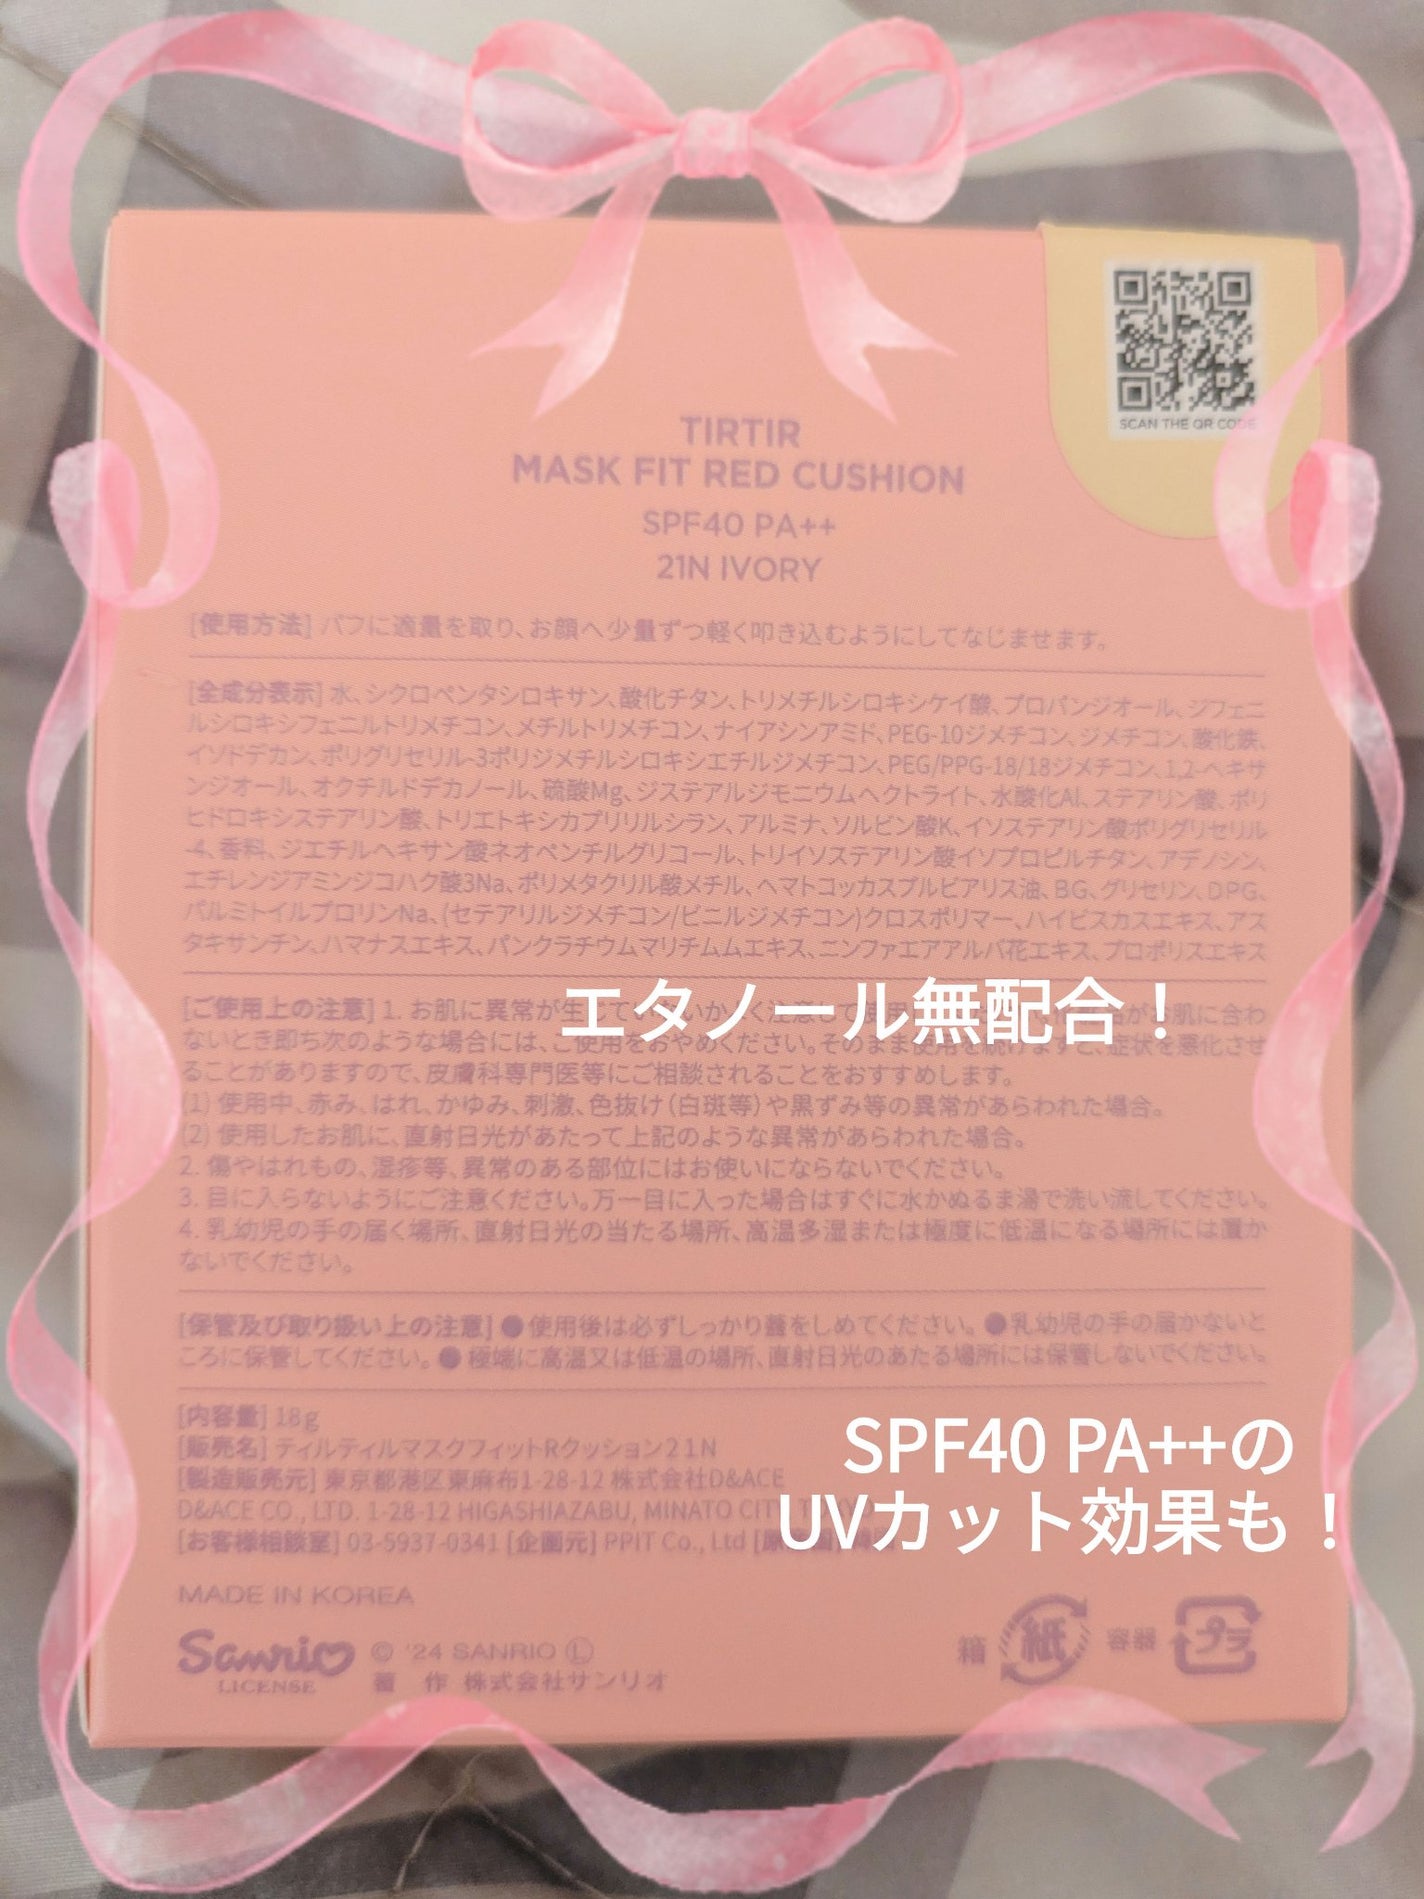 SCAN THE QR CODE
TIRTIR
MASK FIT RED CUSHION
SPF40 PA++
21N IVORY
[使用方法] パフに適量を取り、お顔へ少量ずつ軽く叩き込むようにしてなじませます。
[全成分表示] 水、シクロペンタシロキサン、酸化チタン、トリメチルシロキシケイ酸、プロパンジオール、ジフェニ
ルシロキシフェニルトリメチコン、メチルトリメチコン、ナイアシンアミド、PEG-10ジメチコン、ジメチコン、酸化鉄、
イソドデカン、ポリグリセリル-3ポリジメチルシロキシエチルジメチコン、PEG/PPG-18/18ジメチコン、1,2-ヘキサ
ンジオール、オクチルドデカノール、硫酸Mg、ジステアルジモニウムヘクトライト、水酸化Al、ステアリン酸、ポリ
ヒドロキシステアリン酸、トリエトキシカプリリルシラン、アルミナ、ソルビン酸K、イソステアリン酸ポリグリセリル
-4、香料、ジエチルヘキサン酸ネオペンチルグリコール、トリイソステアリン酸イソプロピルチタン、アデノシン、
エチレンジアミンジコハク酸3Na、ポリメタクリル酸メチル、ヘマトコッカスプルビアリス油、BG、グリセリン、DPG、
パルミトイルプロリンNa、(セテアリルジメチコン/ビニルジメチコン)クロスポリマー、ハイビスカスエキス、アス
タキサンチン、ハマナスエキス、パンクラチウムマリチムムエキス、ニンファエアアルバ花エキス、プロポリスエキス
エタノール無配合！
[ご使用上の注意] 1. お肌に異常が生じていないかよく注意して使用 お肌に合わ
ないとき即ち次のような場合には、ご使用をおやめください。そのまま使用を続けますと、症状を悪化させ
ることがありますので、皮膚科専門医等にご相談されることをおすすめします。
(1) 使用中、赤み、はれ、かゆみ、刺激、色抜け(白斑等)や黒ずみ等の異常があらわれた場合。
(2) 使用したお肌に、直射日光があたって上記のような異常があらわれた場合。
2. 傷やはれもの、湿疹等、異常のある部位にはお使いにならないでください。
3. 目に入らないようにご注意ください。万一目に入った場合はすぐに水かぬるま湯で洗い流してください。
4. 乳幼児の手の届く場所、直射日光の当たる場所、高温多湿または極度に低温になる場所には置か
ないでください。
[保管及び取り扱い上の注意] ●使用後は必ずしっかり蓋をしめてください。●乳幼児の手の届かないと
ころに保管してください。● 極端に高温又は低温の場所、直射日光のあたる場所には保管しないでください。
[内容量] 18g
[販売名] ティルティルマスクフィットRクッション21N
[製造販売元] 東京都港区東麻布1-28-12 株式会社D&ACE
D&ACE CO., LTD. 1-28-12 HIGASHIAZABU, MINATO CITY, TOKYO
[お客様相談室] 03-5937-0341 [企画元] PPIT Co., Ltd
SPF40 PA++の
UVカット効果も！
MADE IN KOREA
Sanrio
LICENSE
© '24 SANRIO Ⓛ
著 作 株式会社サンリオ
箱 紙 容器 プラ